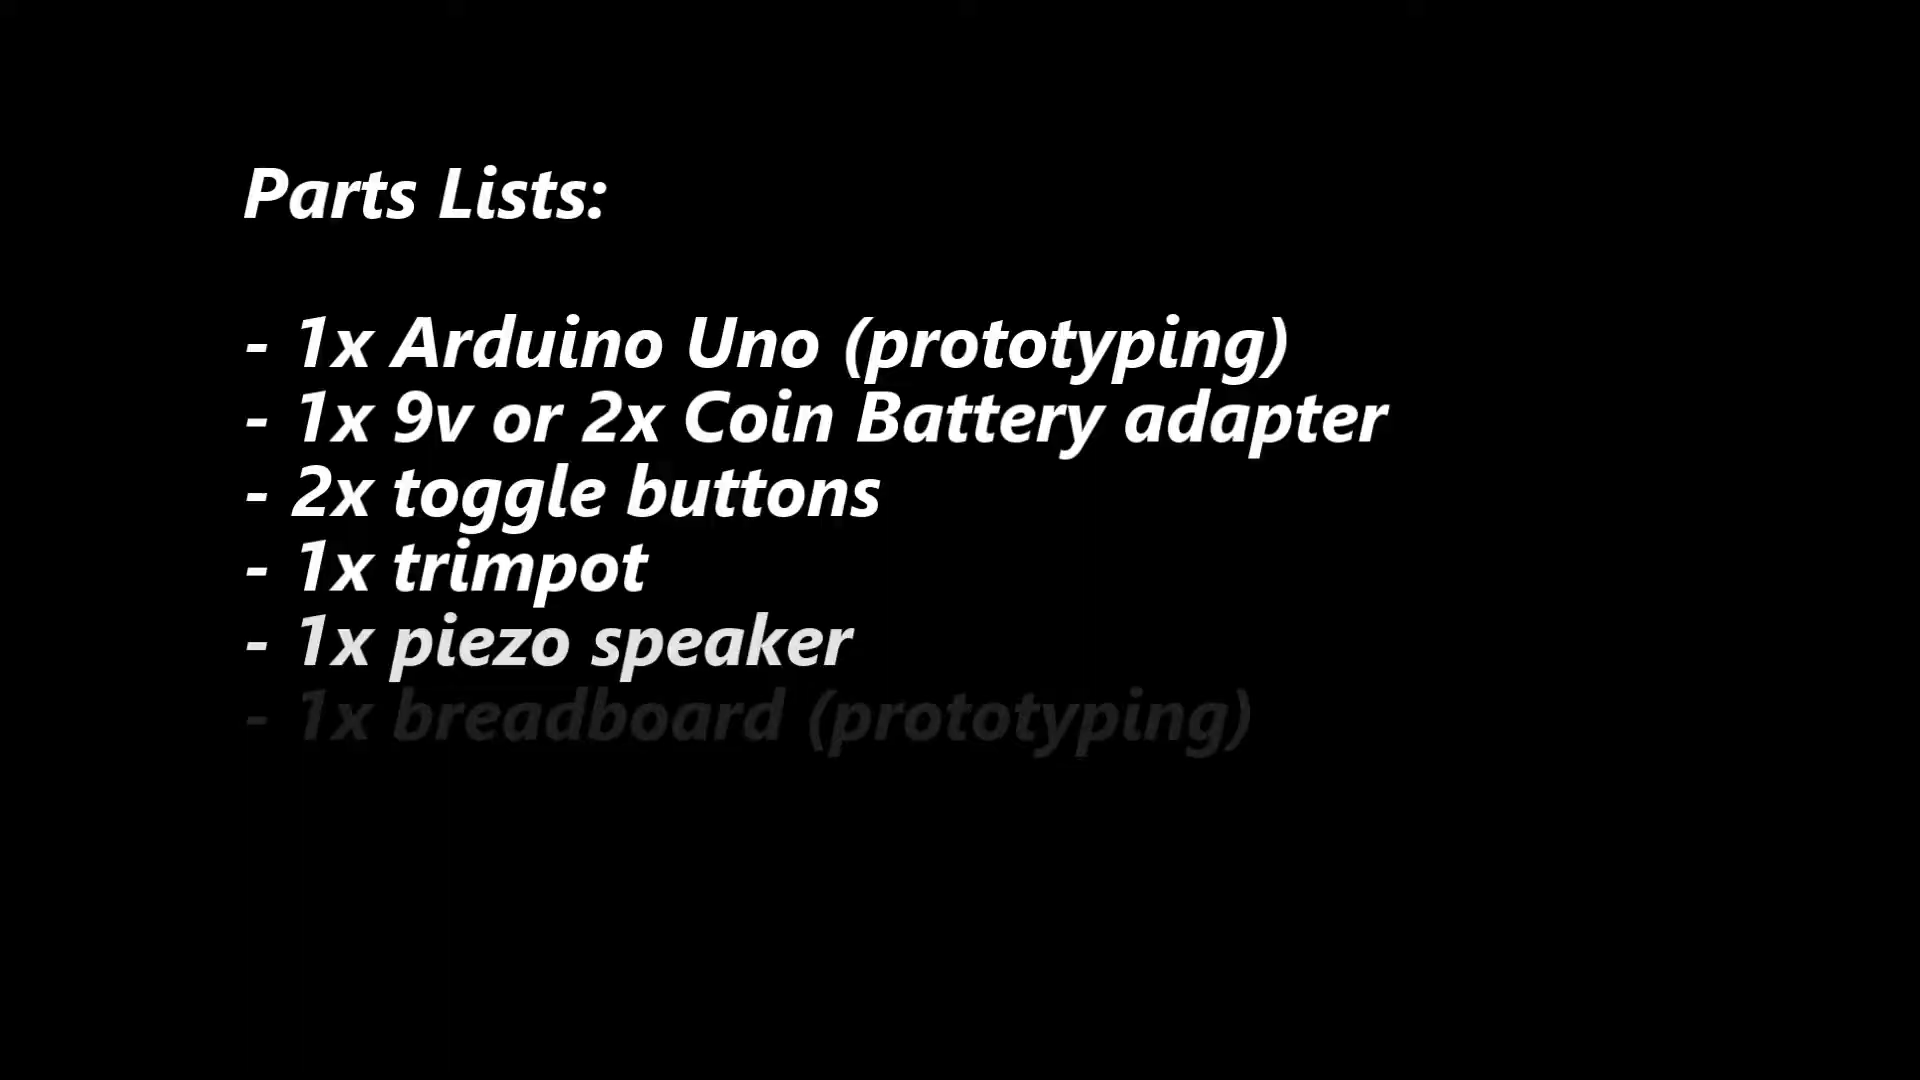 Parts Lists:
- 1x Arduino Uno (prototyping)
- 1x 9v or 2x Coin Battery adapter
- 2x toggle buttons
- 1x trimpot
- 1x piezo speaker
- 1x breadboard (prototyping)